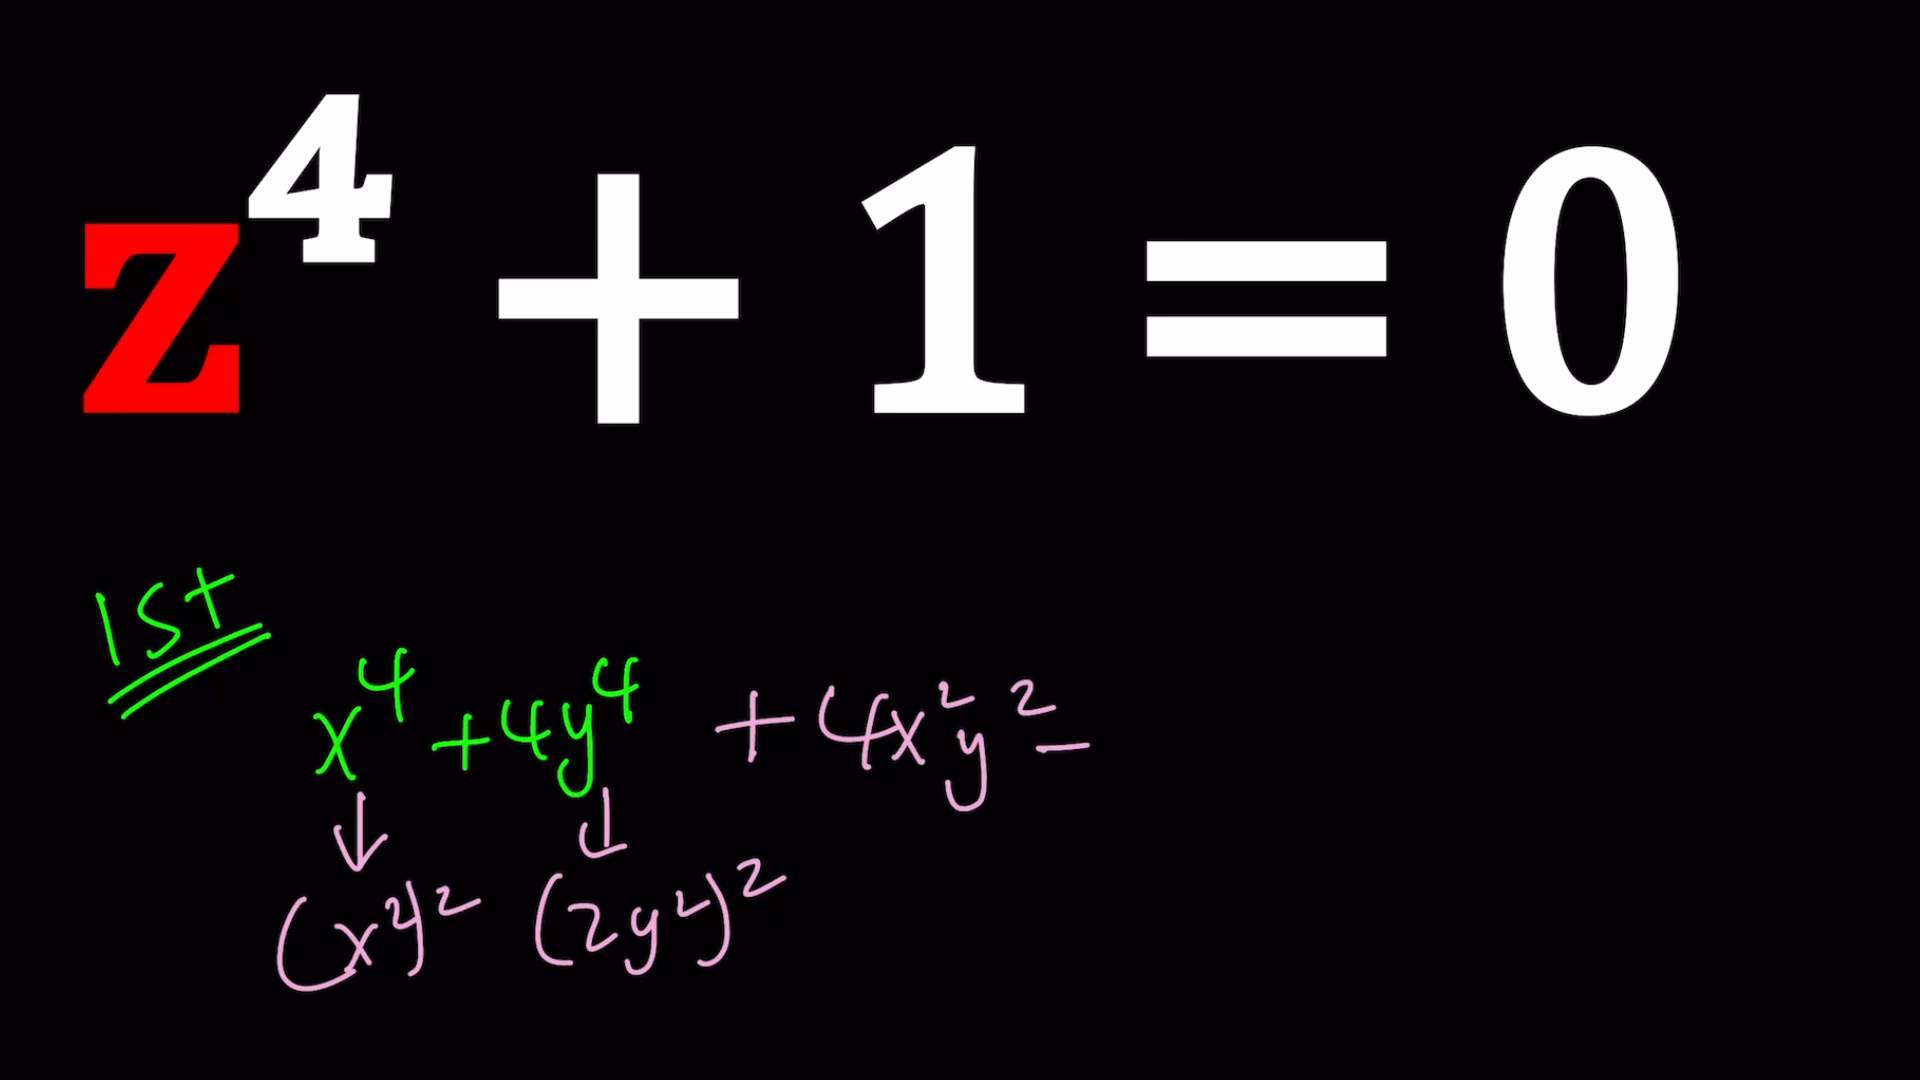 z⁴ + 1 = 0
1st
x⁴ + 4y⁴ + 4x²y² −
(x²)² (2y²)²